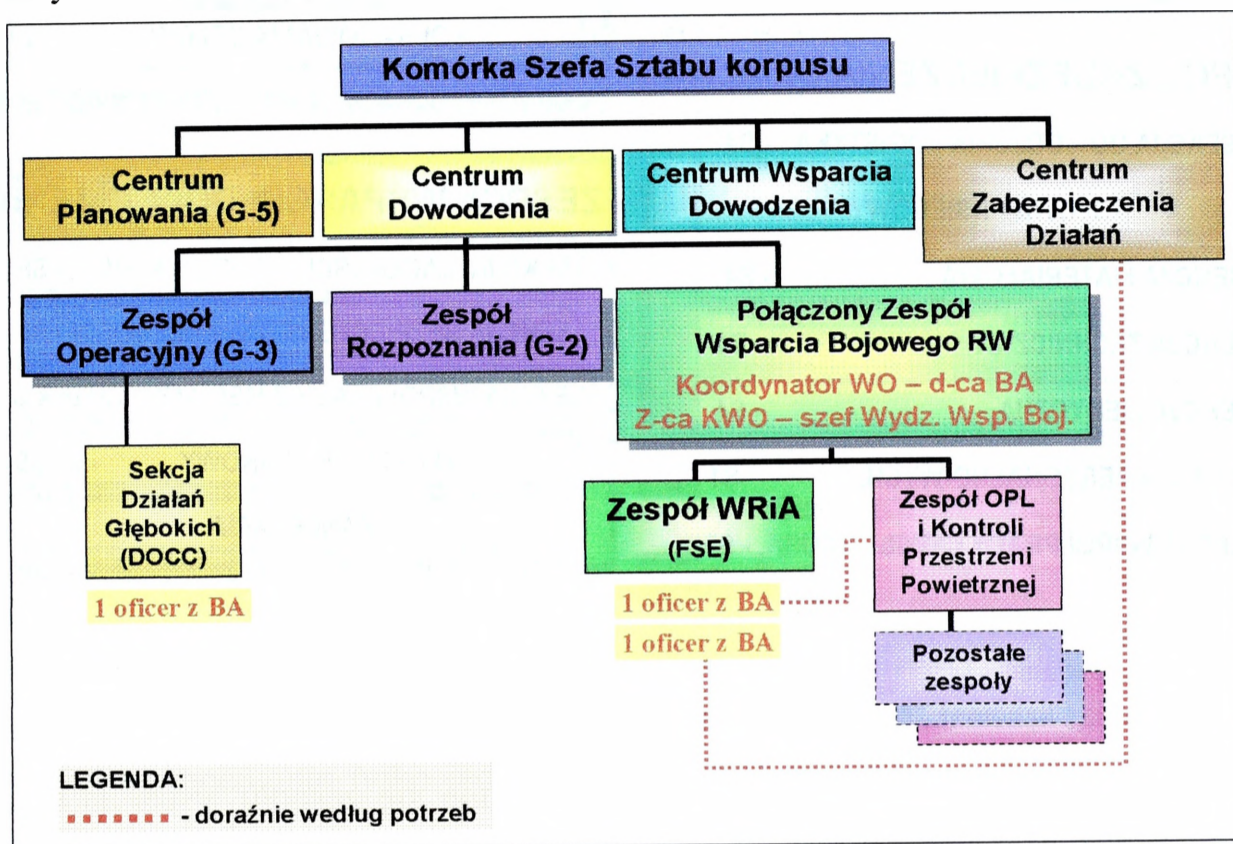 Komórka Szefa Sztabu korpusu
Centrum
Planowania (G-5)
Centrum
Dowodzenia
Centrum Wsparcia
Dowodzenia
Centrum
Zabezpieczenia
Działań
Zespół
Operacyjny (G-3)
Zespół
Rozpoznania (G-2)
Połączony Zespół
Wsparcia Bojowego RW
Koordynator WO – d-ca BA
Z-ca KWO – szef Wydz. Wsp. Boj.
Sekcja
Działań
Głębokich
(DOCC)
1 oficer z BA
Zespół WRiA
(FSE)
1 oficer z BA
1 oficer z BA
Zespół OPL
i Kontroli
Przestrzeni
Powietrznej
Pozostałe
zespoły
LEGENDA:
- doraźnie według potrzeb